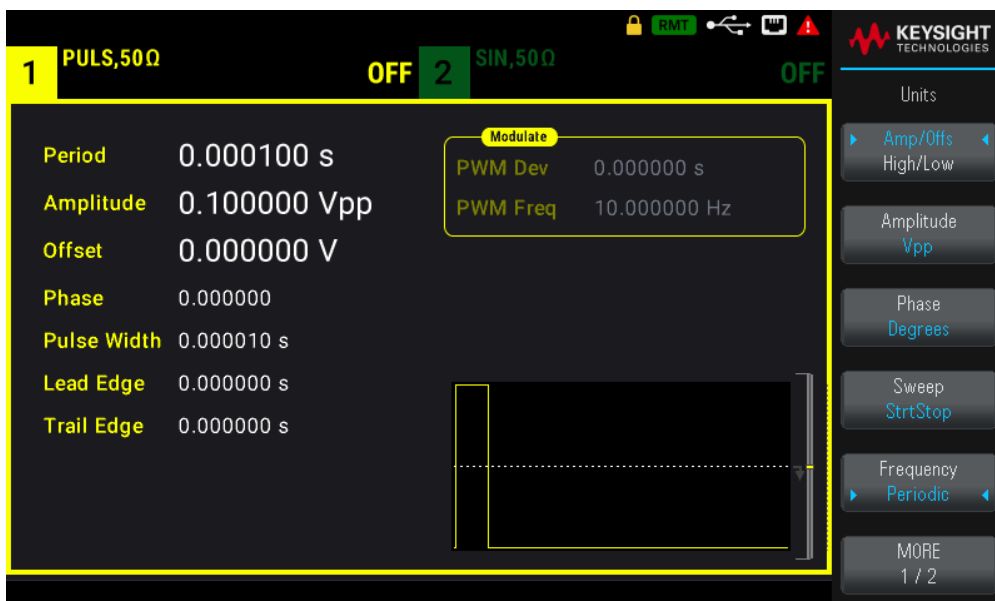 RMT
KEYSIGHT
TECHNOLOGIES
1 PULS,50Ω OFF 2 SIN,50Ω OFF
Units
Amp/Offs
High/Low
Amplitude
Vpp
Phase
Degrees
Sweep
StrtStop
Frequency
Periodic
MORE
1 / 2
Period 0.000100 s
Amplitude 0.100000 Vpp
Offset 0.000000 V
Phase 0.000000
Pulse Width 0.000010 s
Lead Edge 0.000000 s
Trail Edge 0.000000 s
Modulate
PWM Dev 0.000000 s
PWM Freq 10.000000 Hz